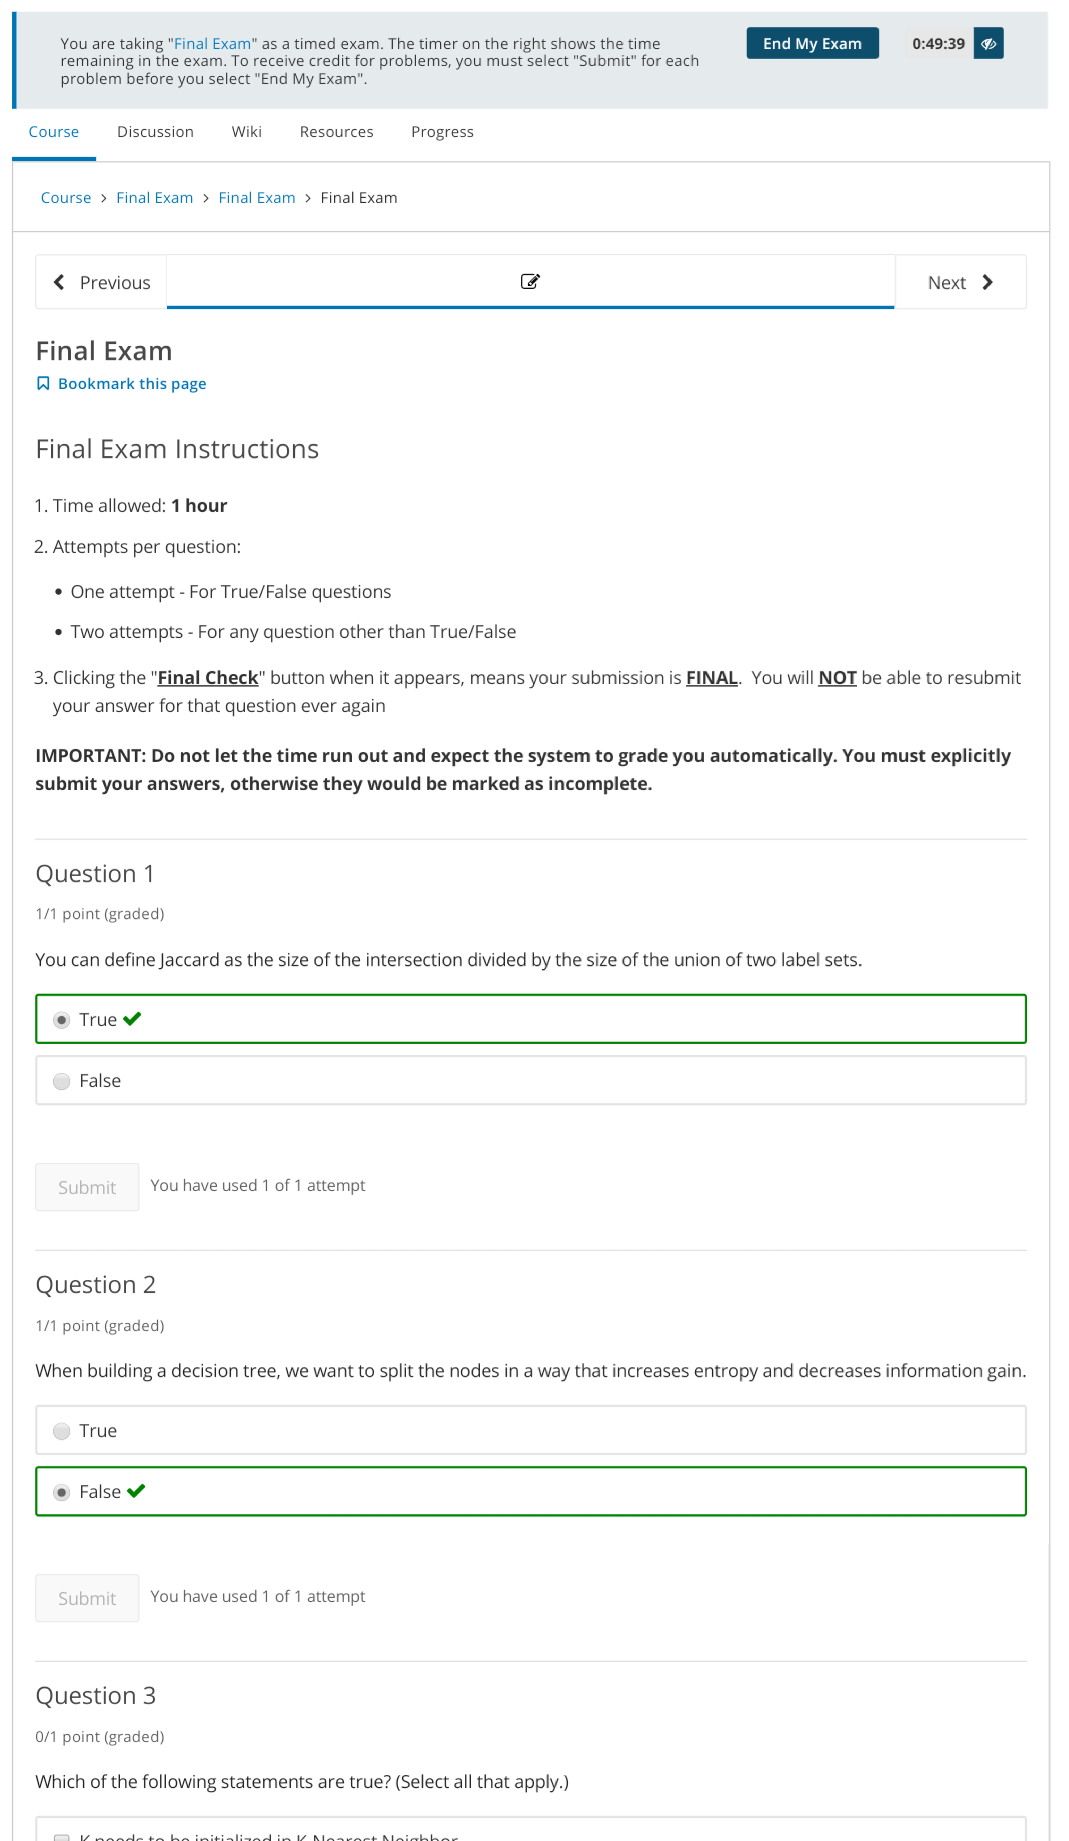 You are taking "Final Exam" as a timed exam. The timer on the right shows the time
remaining in the exam. To receive credit for problems, you must select "Submit" for each
problem before you select "End My Exam".
End My Exam
0:49:39
Course
Discussion
Wiki
Resources
Progress
Course > Final Exam > Final Exam > Final Exam
Previous
Next
Final Exam
Bookmark this page
Final Exam Instructions
1. Time allowed: 1 hour
2. Attempts per question:
• One attempt - For True/False questions
• Two attempts - For any question other than True/False
3. Clicking the "Final Check" button when it appears, means your submission is FINAL. You will NOT be able to resubmit
your answer for that question ever again
IMPORTANT: Do not let the time run out and expect the system to grade you automatically. You must explicitly
submit your answers, otherwise they would be marked as incomplete.
Question 1
1/1 point (graded)
You can define Jaccard as the size of the intersection divided by the size of the union of two label sets.
True
False
Submit
You have used 1 of 1 attempt
Question 2
1/1 point (graded)
When building a decision tree, we want to split the nodes in a way that increases entropy and decreases information gain.
True
False
Submit
You have used 1 of 1 attempt
Question 3
0/1 point (graded)
Which of the following statements are true? (Select all that apply.)
K needs to be initialized in K-Nearest Neighbor